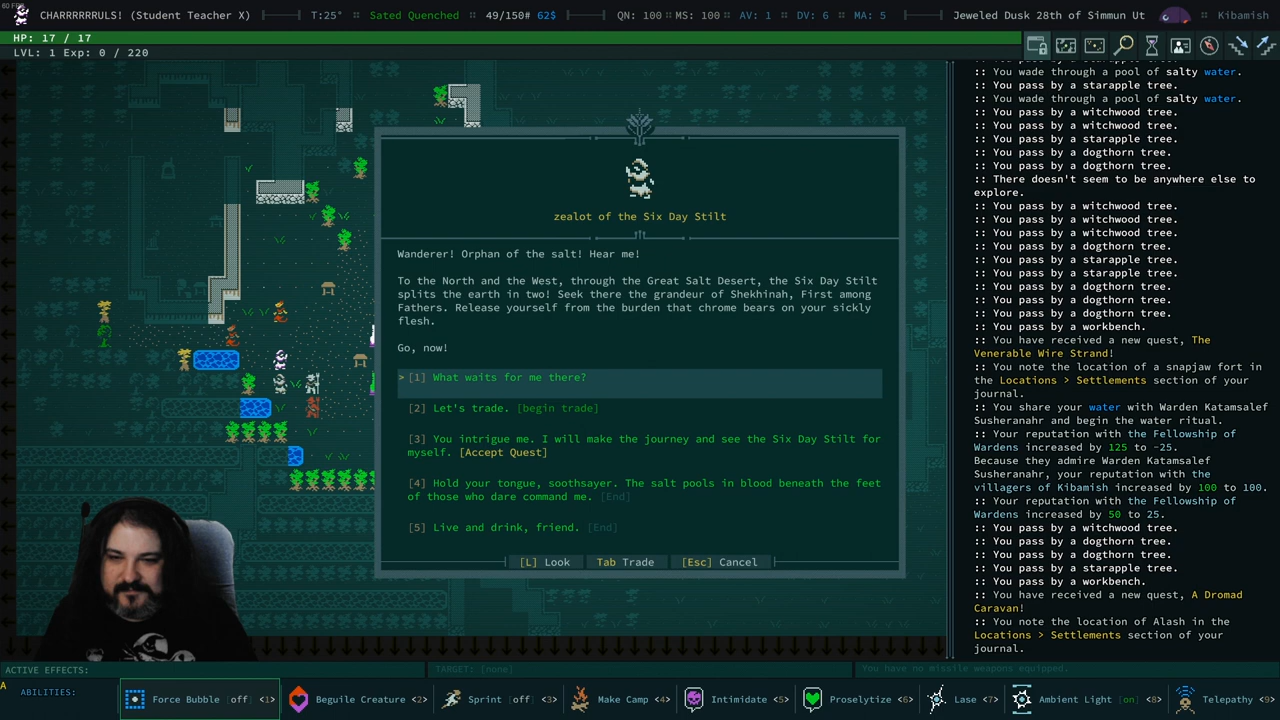 60 FPS
CHARRRRRULS! (Student Teacher X)
T:25° Sated Quenched 49/150# 62$ QN: 100 MS: 100 AV: 1 DV: 6 MA: 5 Jeweled Dusk 28th of Simmun Ut Kibamish
HP: 17 / 17
LVL: 1 Exp: 0 / 220
zealot of the Six Day Stilt
Wanderer! Orphan of the salt! Hear me!
To the North and the West, through the Great Salt Desert, the Six Day Stilt
splits the earth in two! Seek there the grandeur of Shekhinah, First among
Fathers. Release yourself from the burden that chrome bears on your sickly
flesh.
Go, now!
>[1] What waits for me there?
[2] Let's trade. [begin trade]
[3] You intrigue me. I will make the journey and see the Six Day Stilt for
myself. [Accept Quest]
[4] Hold your tongue, soothsayer. The salt pools in blood beneath the feet
of those who dare command me. [End]
[5] Live and drink, friend. [End]
[L] Look Tab Trade [Esc] Cancel
:: You wade through a pool of salty water.
:: You pass by a starapple tree.
:: You wade through a pool of salty water.
:: You pass by a witchwood tree.
:: You pass by a witchwood tree.
:: You pass by a starapple tree.
:: You pass by a dogthorn tree.
:: You pass by a dogthorn tree.
:: There doesn't seem to be anywhere else to
explore.
:: You pass by a witchwood tree.
:: You pass by a witchwood tree.
:: You pass by a witchwood tree.
:: You pass by a dogthorn tree.
:: You pass by a starapple tree.
:: You pass by a starapple tree.
:: You pass by a dogthorn tree.
:: You pass by a dogthorn tree.
:: You pass by a dogthorn tree.
:: You pass by a workbench.
:: You have received a new quest, The
Venerable Wire Strand!
:: You note the location of a snapjaw fort in
the Locations > Settlements section of your
journal.
:: You share your water with Warden Katamsalef
Susheranahr and begin the water ritual.
:: Your reputation with the Fellowship of
Wardens increased by 125 to -25.
Because they admire Warden Katamsalef
Susheranahr, your reputation with the
villagers of Kibamish increased by 100 to 100.
:: Your reputation with the Fellowship of
Wardens increased by 50 to 25.
:: You pass by a witchwood tree.
:: You pass by a dogthorn tree.
:: You pass by a starapple tree.
:: You pass by a workbench.
:: You have received a new quest, A Dromad
Caravan!
:: You note the location of Alash in the
Locations > Settlements section of your
journal.
ACTIVE EFFECTS: TARGET: [none] You have no missile weapons equipped.
A
ABILITIES: Force Bubble [off] <1> Beguile Creature <2> Sprint [off] <3> Make Camp <4> Intimidate <5> Proselytize <6> Lase <7> Ambient Light [on] <8> Telepathy <9>